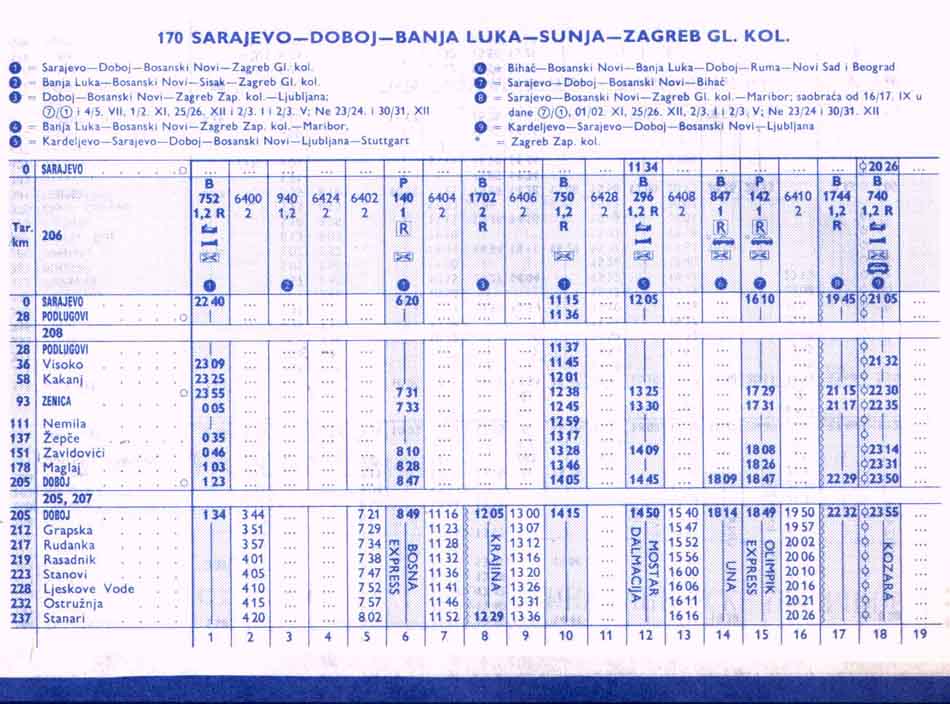 170 SARAJEVO—DOBOJ—BANJA LUKA—SUNJA—ZAGREB GL. KOL.
1 = Sarajevo—Doboj—Bosanski Novi—Zagreb Gl. kol.
2 = Banja Luka—Bosanski Novi—Sisak—Zagreb Gl. kol.
3 = Doboj—Bosanski Novi—Zagreb Zap. kol.—Ljubljana;
⑦/① i 4/5. VII, 1/2. XI, 25/26. XII i 2/3. I i 2/3. V; Ne 23/24. i 30/31. XII
4 = Banja Luka—Bosanski Novi—Zagreb Zap. kol.—Maribor.
5 = Kardeljevo—Sarajevo—Doboj—Bosanski Novi—Ljubljana—Stuttgart
6 = Bihać—Bosanski Novi—Banja Luka—Doboj—Ruma—Novi Sad i Beograd
7 = Sarajevo—Doboj—Bosanski Novi—Bihać
8 = Sarajevo—Bosanski Novi—Zagreb Gl. kol.—Maribor; saobraća od 16/17. IX u
dane ⑦/①, 01/02. XI, 25/26. XII, 2/3. I i 2/3. V; Ne 23/24 i 30/31. XII
9 = Kardeljevo—Sarajevo—Doboj—Bosanski Novi—Ljubljana
* = Zagreb Zap. kol.
0 SARAJEVO ... ... ... ... ... ... ... ... ... ... ... 11 34 ... ... ... ... ... 20 26 ...
B P B B B B P B B
752 6400 940 6424 6402 140 6404 1702 6406 750 6428 296 6408 847 142 6410 1744 740
1,2 R 2 1,2 2 2 1 2 2 2 1,2 2 1,2 R 2 1 1 2 1,2 1,2 R
Tar. km 206 R R R R R R
1 2 1 3 1 5 6 7 8 9
0 SARAJEVO 22 40 ... ... ... ... 6 20 ... ... ... 11 15 ... 12 05 ... ... 16 10 ... 19 45 21 05 ...
28 PODLUGOVI | ... ... ... ... | ... ... ... 11 36 ... | ... ... | ... | | ...
208
28 PODLUGOVI | ... ... ... ... | ... ... ... 11 37 ... | ... ... | ... | | ...
36 Visoko 23 09 ... ... ... ... | ... ... ... 11 45 ... | ... ... | ... | 21 32 ...
58 Kakanj 23 25 ... ... ... ... | ... ... ... 12 01 ... | ... ... | ... | | ...
93 ZENICA 23 55 ... ... ... ... 7 31 ... ... ... 12 38 ... 13 25 ... ... 17 29 ... 21 15 22 30 ...
0 05 ... ... ... ... 7 33 ... ... ... 12 45 ... 13 30 ... ... 17 31 ... 21 17 22 35 ...
111 Nemila | ... ... ... ... | ... ... ... 12 59 ... | ... ... | ... | | ...
137 Žepče 0 35 ... ... ... ... | ... ... ... 13 17 ... | ... ... | ... | | ...
151 Zavidovići 0 46 ... ... ... ... 8 10 ... ... ... 13 28 ... 14 09 ... ... 18 08 ... | 23 14 ...
178 Maglaj 1 03 ... ... ... ... 8 28 ... ... ... 13 46 ... | ... ... 18 26 ... | 23 31 ...
205 DOBOJ 1 23 ... ... ... ... 8 47 ... ... ... 14 05 ... 14 45 ... 18 09 18 47 ... 22 29 23 50 ...
205, 207
205 DOBOJ 1 34 3 44 ... ... 7 21 8 49 11 16 12 05 13 00 14 15 ... 14 50 15 40 18 14 18 49 19 50 22 32 23 55 ...
212 Grapska 3 51 ... ... 7 29 11 23 13 07 ... 15 47 19 57 ...
217 Rudanka 3 57 ... ... 7 34 11 28 13 12 ... 15 52 20 02 ...
219 Rasadnik 4 01 ... ... 7 38 11 32 13 16 ... 15 56 20 06 ...
223 Stanovi 4 05 ... ... 7 47 11 36 13 20 ... 16 00 20 10 ...
228 Ljeskove Vode 4 10 ... ... 7 52 11 41 13 26 ... 16 06 20 16 ...
232 Ostružnja 4 15 ... ... 7 57 11 46 13 31 ... 16 11 20 21 ...
237 Stanari 4 20 ... ... 8 02 11 52 12 29 13 36 ... 16 16 20 26 ...
BOSNA EXPRESS
KRAJINA
MOSTAR DALMACIJA
UNA
OLIMPIK EXPRESS
KOZARA
1 2 3 4 5 6 7 8 9 10 11 12 13 14 15 16 17 18 19